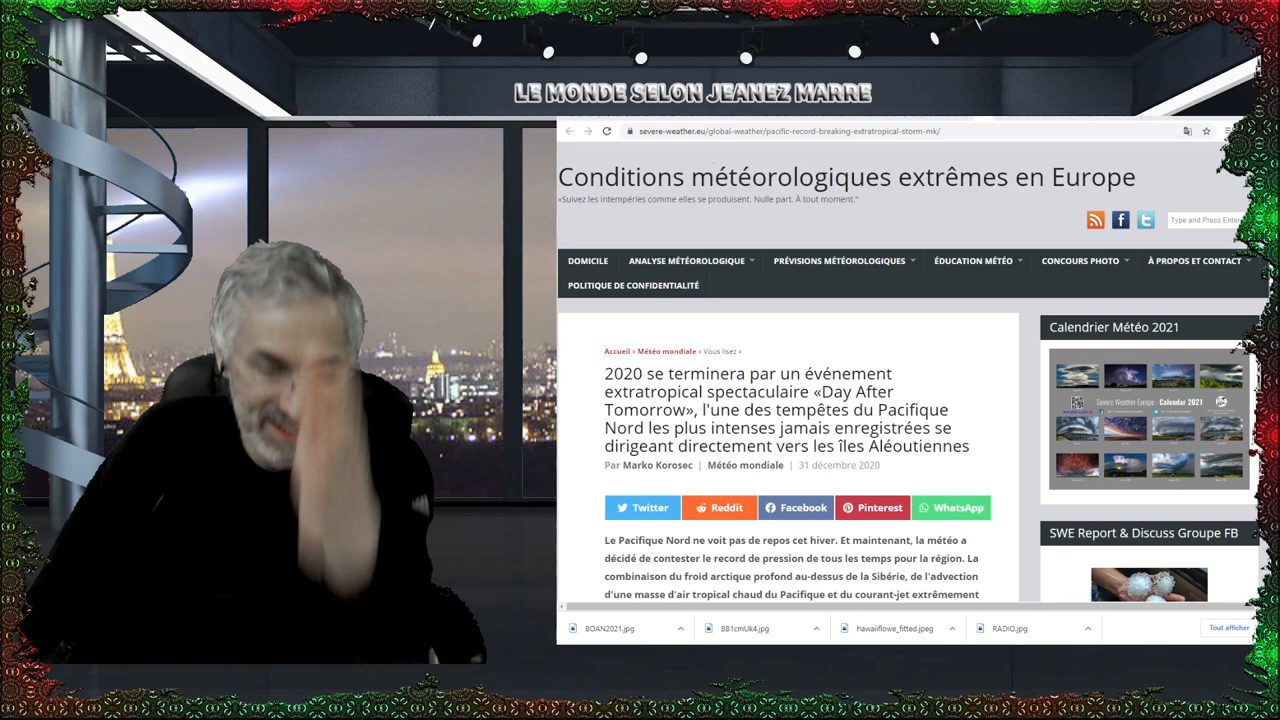 LE MONDE SELON JEANEZ MARRE
severe-weather.eu/global-weather/pacific-record-breaking-extratropical-storm-mk/
Conditions météorologiques extrêmes en Europe
«Suivez les intempéries comme elles se produisent. Nulle part. À tout moment."
Type and Press Enter
DOMICILE ANALYSE MÉTÉOROLOGIQUE PRÉVISIONS MÉTÉOROLOGIQUES ÉDUCATION MÉTÉO CONCOURS PHOTO À PROPOS ET CONTACT
POLITIQUE DE CONFIDENTIALITÉ
Accueil » Météo mondiale » Vous lisez »
2020 se terminera par un événement
extratropical spectaculaire «Day After
Tomorrow», l'une des tempêtes du Pacifique
Nord les plus intenses jamais enregistrées se
dirigeant directement vers les îles Aléoutiennes
Par Marko Korosec | Météo mondiale | 31 décembre 2020
Twitter Reddit Facebook Pinterest WhatsApp
Le Pacifique Nord ne voit pas de repos cet hiver. Et maintenant, la météo a
décidé de contester le record de pression de tous les temps pour la région. La
combinaison du froid arctique profond au-dessus de la Sibérie, de l'advection
d'une masse d'air tropical chaud du Pacifique et du courant-jet extrêmement
Calendrier Météo 2021
Severe Weather Europe - Calendar 2021
SWE Report & Discuss Groupe FB
BOAN2021.jpg BB1cmUk4.jpg hawaiiflowe_fitted.jpeg RADIO.jpg Tout afficher